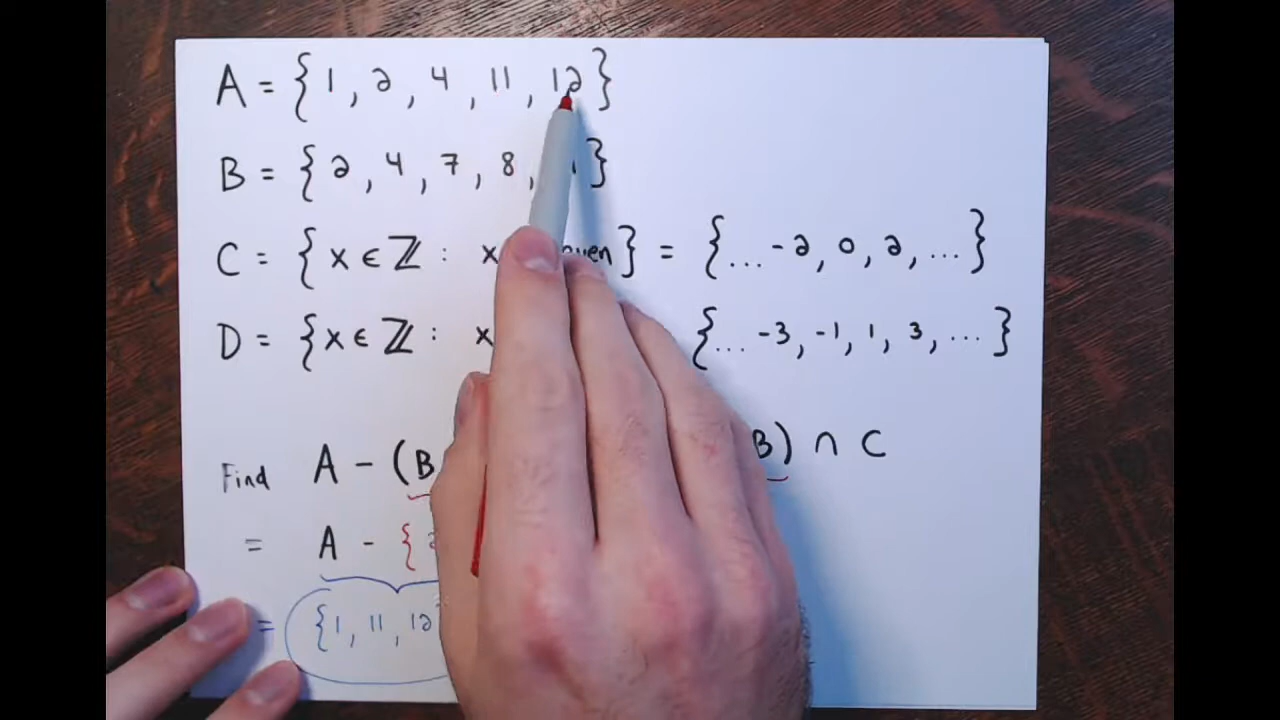 A = { 1 , 2 , 4 , 11 , 12 }
B = { 2 , 4 , 7 , 8 , }
C = { x ∈ ℤ : x even } = { ... -2 , 0 , 2 , ... }
D = { x ∈ ℤ : x { ... -3 , -1 , 1 , 3 , ... }
Find A - ( B B ) ∩ C
= A - {
= { 1 , 11 , 12